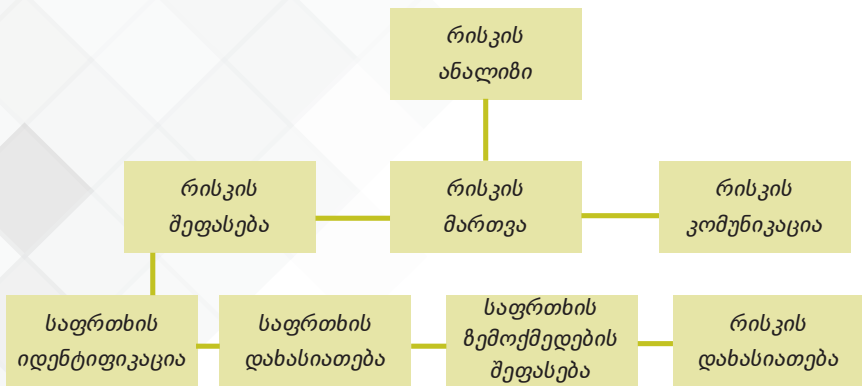 რისკის
ანალიზი
რისკის
შეფასება
რისკის
მართვა
რისკის
კომუნიკაცია
საფრთხის
იდენტიფიკაცია
საფრთხის
დახასიათება
საფრთხის
ზემოქმედების
შეფასება
რისკის
დახასიათება